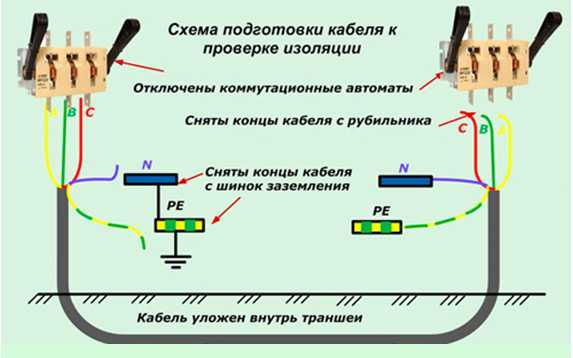 Схема подготовки кабеля к
проверке изоляции
Отключены коммутационные автоматы
Сняты концы кабеля с рубильника
A
B
C
C
B
A
N
Сняты концы кабеля
с шинок заземления
N
PE
PE
Кабель уложен внутрь траншеи